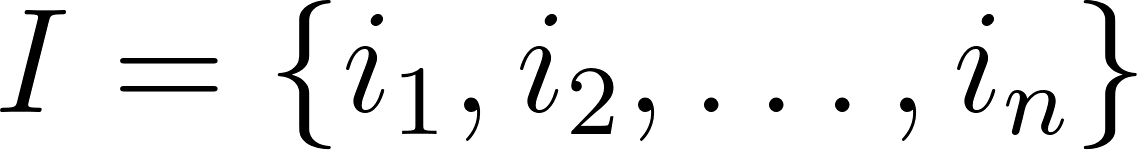 I = {i₁, i₂, . . . , iₙ}